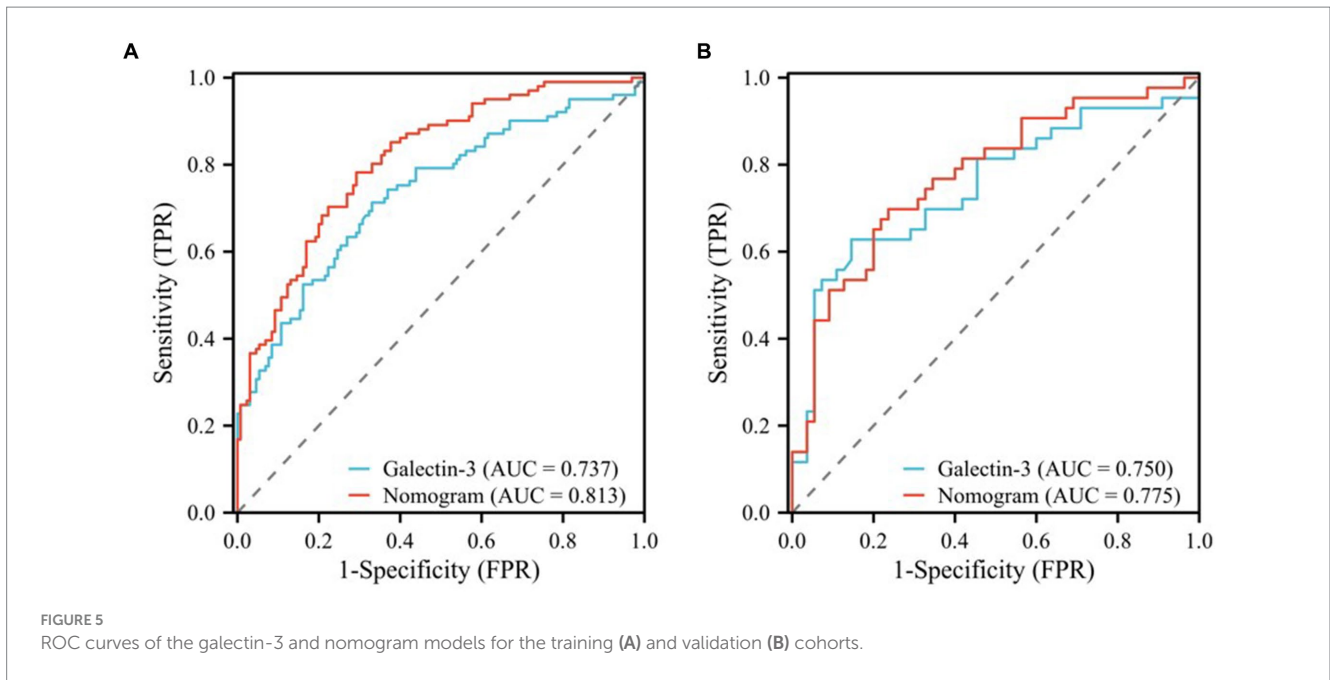 A
1.0
0.8
0.6
0.4
0.2
0.0
Sensitivity (TPR)
Galectin-3 (AUC = 0.737)
Nomogram (AUC = 0.813)
0.0 0.2 0.4 0.6 0.8 1.0
1-Specificity (FPR)
B
1.0
0.8
0.6
0.4
0.2
0.0
Sensitivity (TPR)
Galectin-3 (AUC = 0.750)
Nomogram (AUC = 0.775)
0.0 0.2 0.4 0.6 0.8 1.0
1-Specificity (FPR)
FIGURE 5
ROC curves of the galectin-3 and nomogram models for the training (A) and validation (B) cohorts.